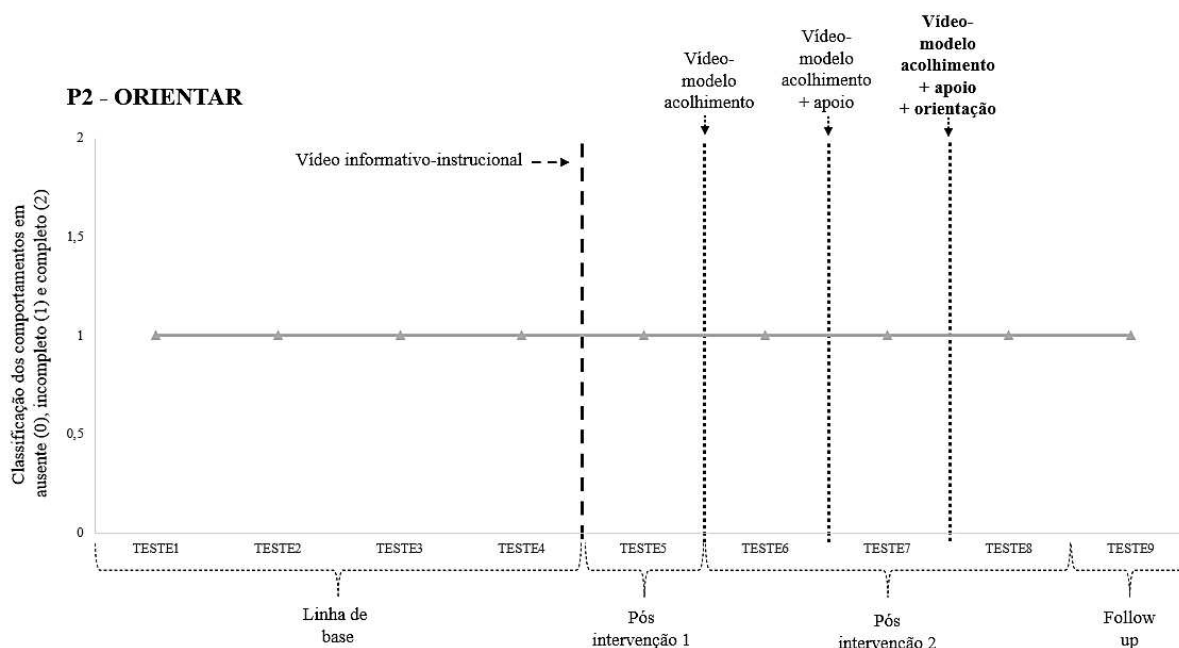 P2 - ORIENTAR
Vídeo-
modelo
acolhimento
Vídeo-
modelo
acolhimento
+ apoio
Vídeo-
modelo
acolhimento
+ apoio
+ orientação
Vídeo informativo-instrucional
Classificação dos comportamentos em
ausente (0), incompleto (1) e completo (2)
2
1,5
1
0,5
0
TESTE1
TESTE2
TESTE3
TESTE4
TESTE5
TESTE6
TESTE7
TESTE8
TESTE9
Linha de
base
Pós
intervenção 1
Pós
intervenção 2
Follow
up